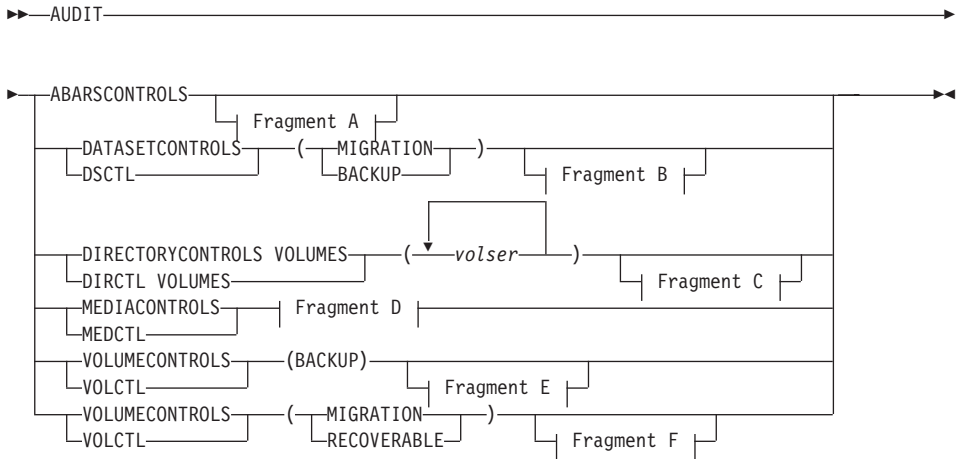 AUDIT
ABARSCONTROLS
Fragment A
DATASETCONTROLS ( MIGRATION )
DSCTL BACKUP Fragment B
DIRECTORYCONTROLS VOLUMES ( volser )
DIRCTL VOLUMES Fragment C
MEDIACONTROLS Fragment D
MEDCTL
VOLUMECONTROLS (BACKUP)
VOLCTL Fragment E
VOLUMECONTROLS ( MIGRATION )
VOLCTL RECOVERABLE Fragment F